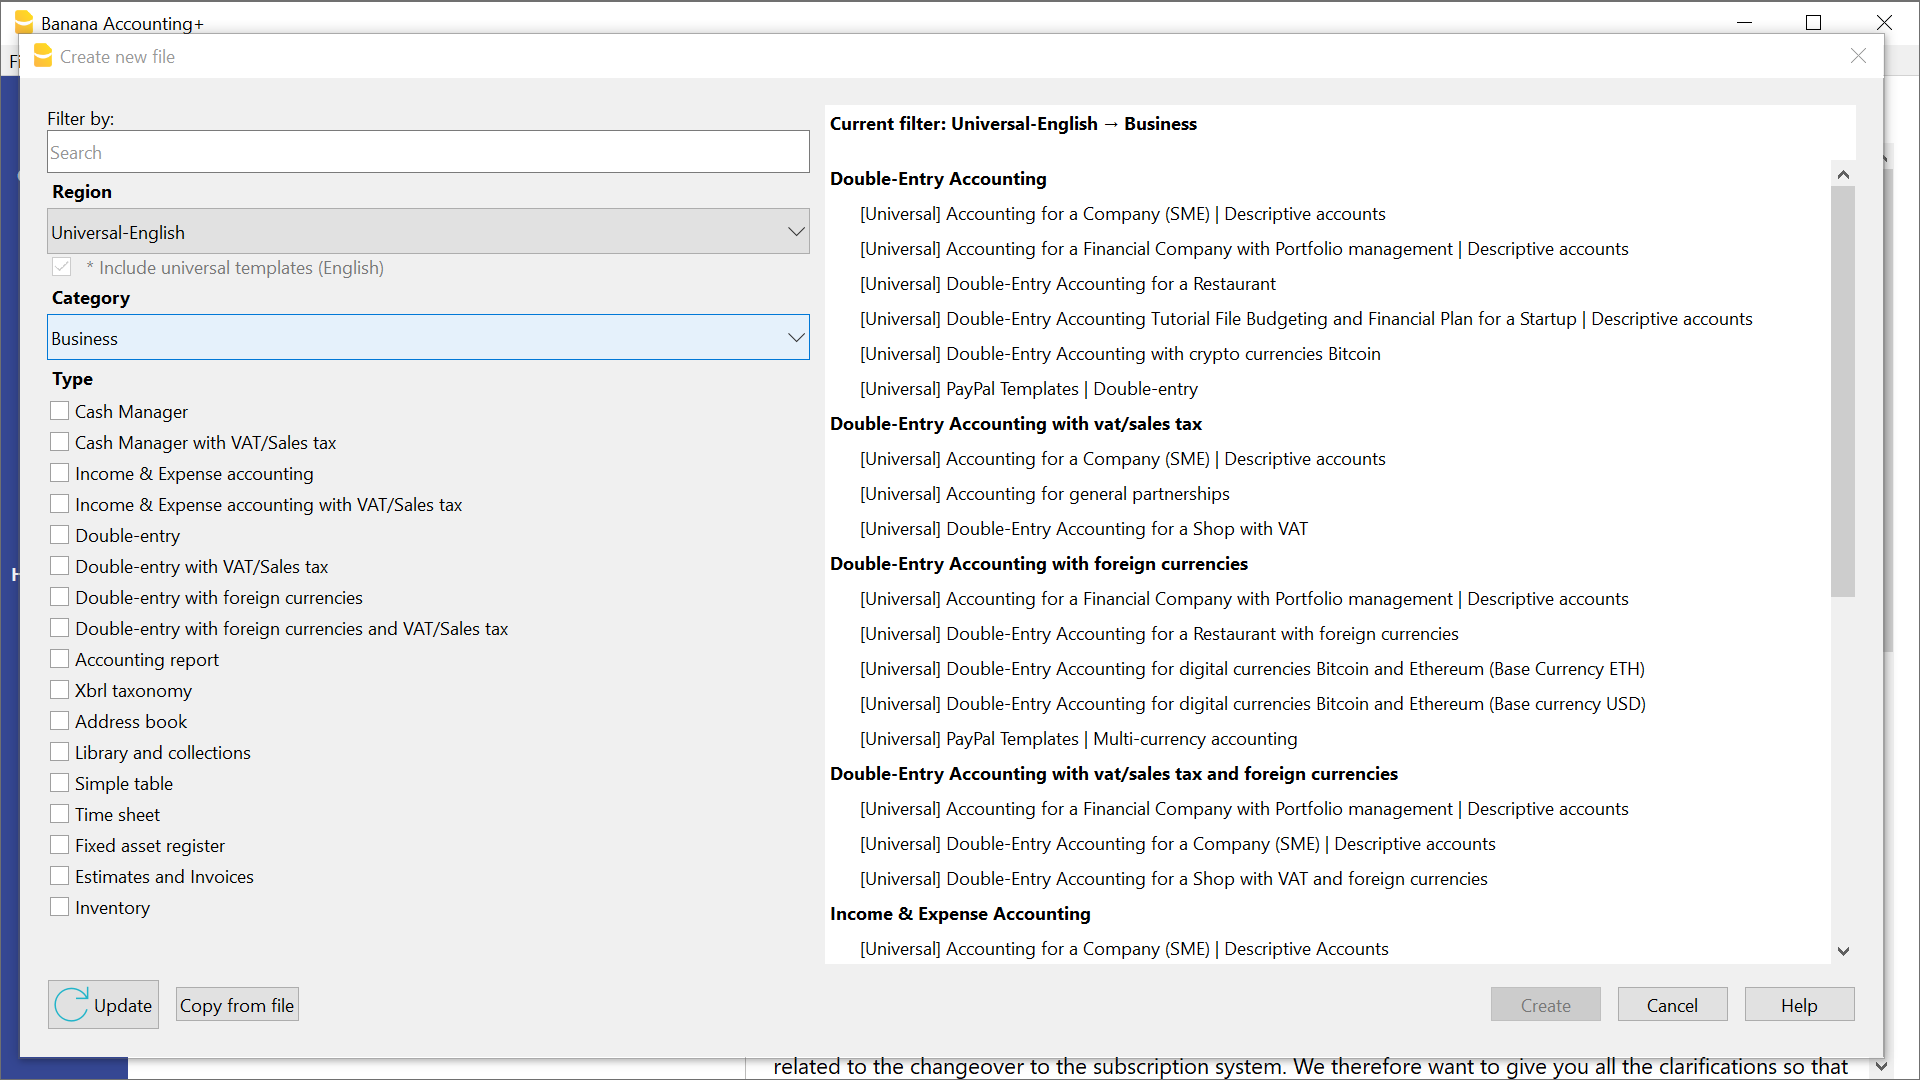 Banana Accounting+
Fi
Create new file
Filter by:
Search
Region
Universal-English
* Include universal templates (English)
Category
Business
Type
Cash Manager
Cash Manager with VAT/Sales tax
Income & Expense accounting
Income & Expense accounting with VAT/Sales tax
Double-entry
Double-entry with VAT/Sales tax
Double-entry with foreign currencies
Double-entry with foreign currencies and VAT/Sales tax
Accounting report
Xbrl taxonomy
Address book
Library and collections
Simple table
Time sheet
Fixed asset register
Estimates and Invoices
Inventory
Update
Copy from file
Current filter: Universal-English → Business
Double-Entry Accounting
[Universal] Accounting for a Company (SME) | Descriptive accounts
[Universal] Accounting for a Financial Company with Portfolio management | Descriptive accounts
[Universal] Double-Entry Accounting for a Restaurant
[Universal] Double-Entry Accounting Tutorial File Budgeting and Financial Plan for a Startup | Descriptive accounts
[Universal] Double-Entry Accounting with crypto currencies Bitcoin
[Universal] PayPal Templates | Double-entry
Double-Entry Accounting with vat/sales tax
[Universal] Accounting for a Company (SME) | Descriptive accounts
[Universal] Accounting for general partnerships
[Universal] Double-Entry Accounting for a Shop with VAT
Double-Entry Accounting with foreign currencies
[Universal] Accounting for a Financial Company with Portfolio management | Descriptive accounts
[Universal] Double-Entry Accounting for a Restaurant with foreign currencies
[Universal] Double-Entry Accounting for digital currencies Bitcoin and Ethereum (Base Currency ETH)
[Universal] Double-Entry Accounting for digital currencies Bitcoin and Ethereum (Base currency USD)
[Universal] PayPal Templates | Multi-currency accounting
Double-Entry Accounting with vat/sales tax and foreign currencies
[Universal] Accounting for a Financial Company with Portfolio management | Descriptive accounts
[Universal] Double-Entry Accounting for a Company (SME) | Descriptive accounts
[Universal] Double-Entry Accounting for a Shop with VAT and foreign currencies
Income & Expense Accounting
[Universal] Accounting for a Company (SME) | Descriptive Accounts
Create
Cancel
Help
related to the changeover to the subscription system. We therefore want to give you all the clarifications so that